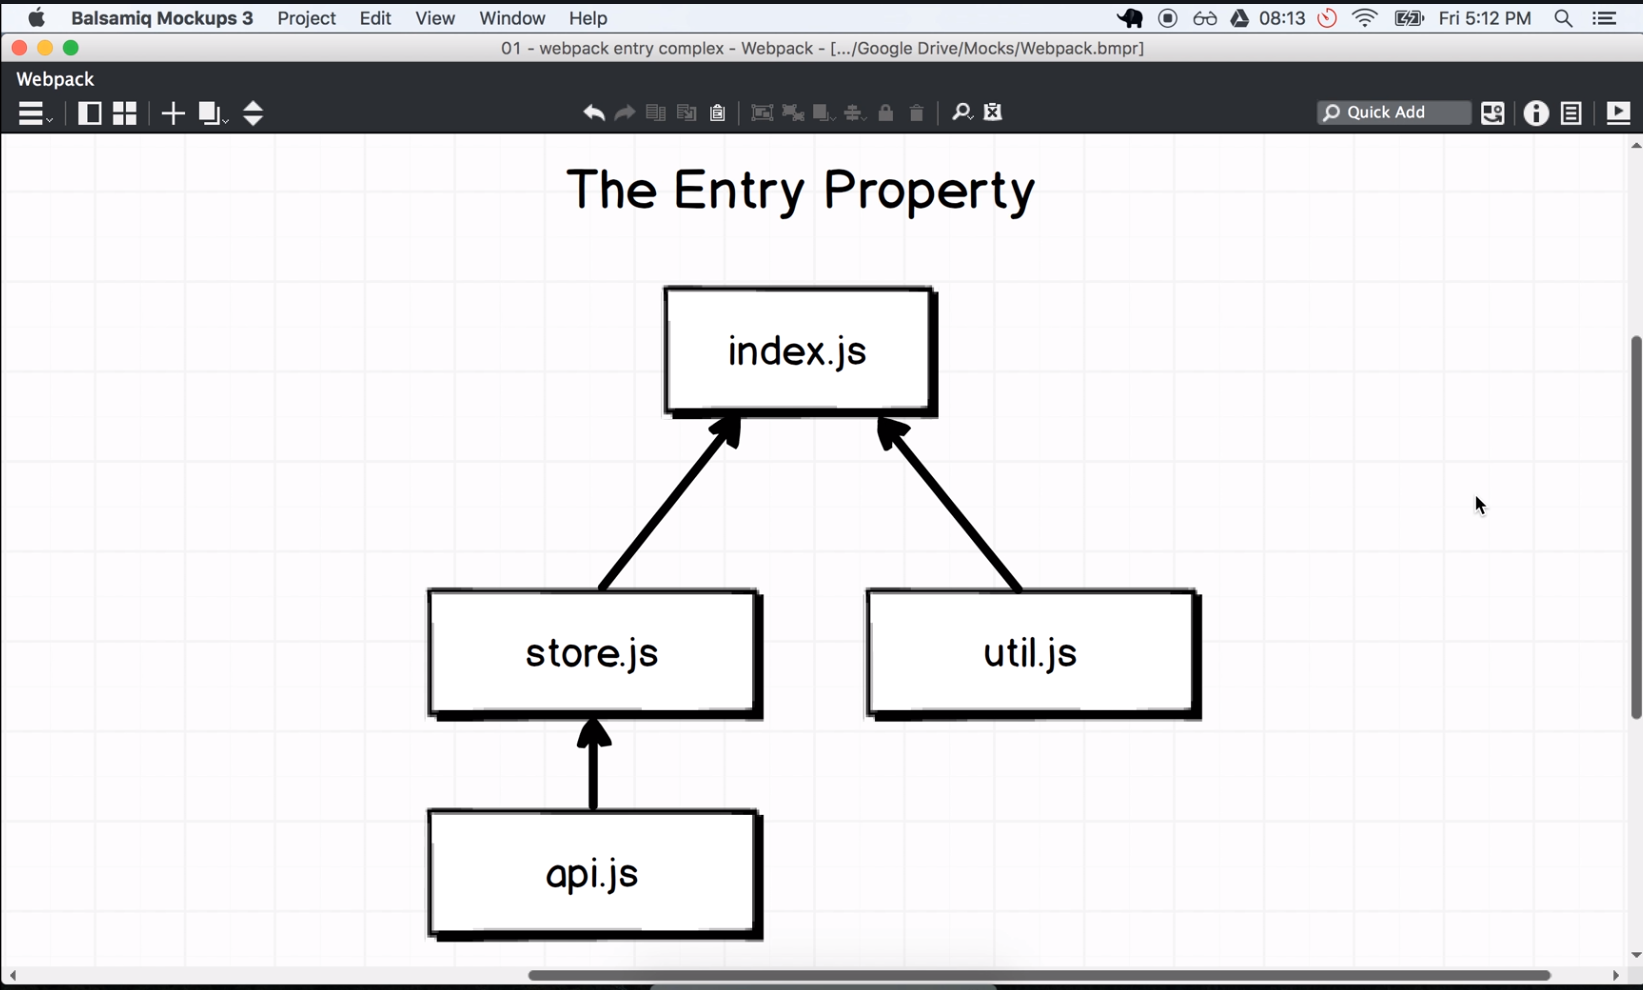 Balsamiq Mockups 3 Project Edit View Window Help 08:13 Fri 5:12 PM
01 - webpack entry complex - Webpack - [.../Google Drive/Mocks/Webpack.bmpr]
Webpack
Quick Add
The Entry Property
index.js
store.js util.js
api.js